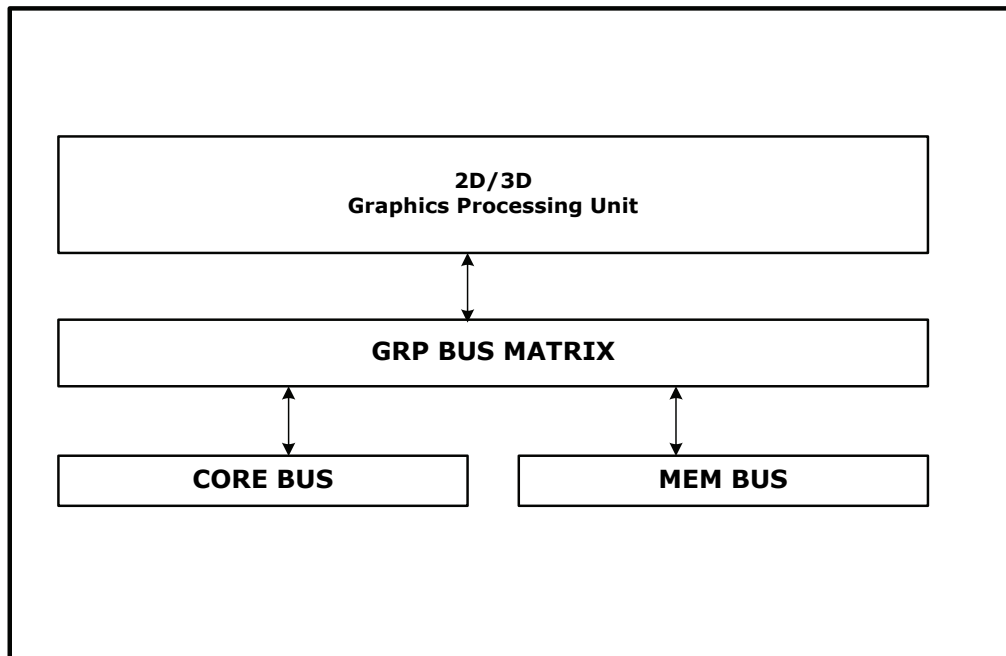 2D/3D
Graphics Processing Unit
GRP BUS MATRIX
CORE BUS
MEM BUS